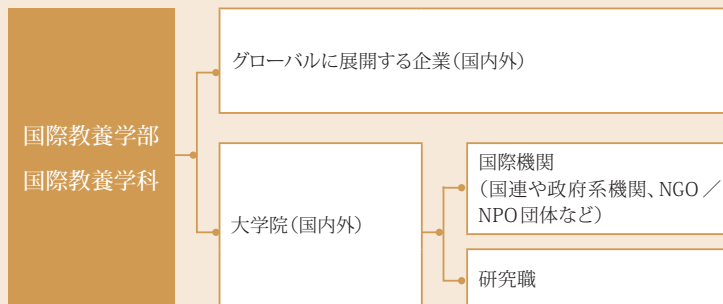 国際教養学部
国際教養学科
グローバルに展開する企業（国内外）
大学院（国内外）
国際機関
（国連や政府系機関、NGO／
NPO団体など）
研究職